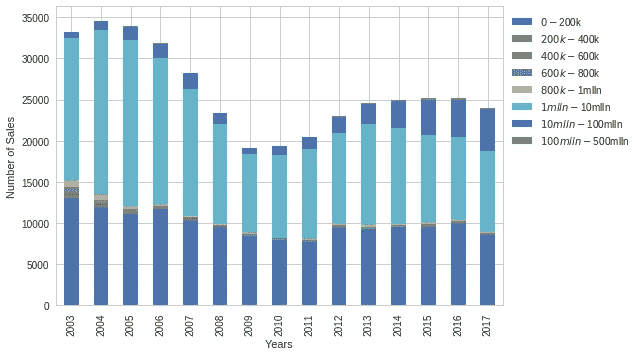 35000
30000
25000
20000
15000
10000
5000
0
Number of Sales
2003 2004 2005 2006 2007 2008 2009 2010 2011 2012 2013 2014 2015 2016 2017
Years
0 − 200k
200k − 400k
400k − 600k
600k − 800k
800k − 1mlln
1mlln − 10mlln
10mlln − 100mlln
100mlln − 500mlln